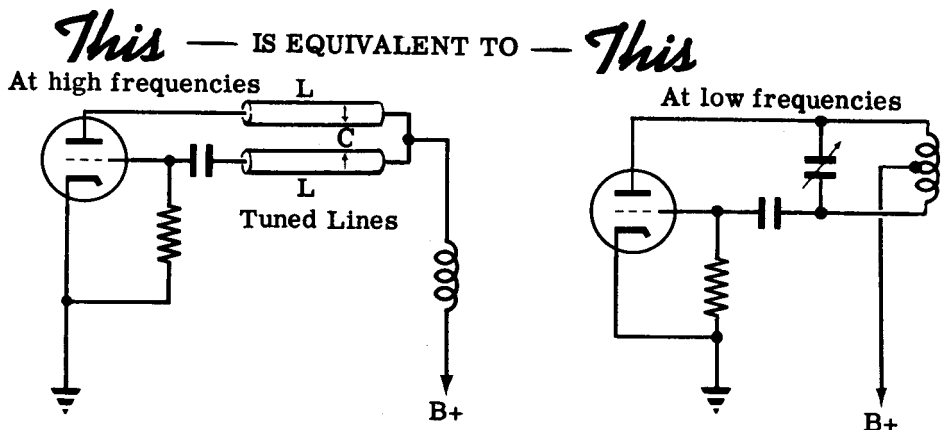 This — IS EQUIVALENT TO — This
At high frequencies
L
C
L
Tuned Lines
B+
At low frequencies
B+